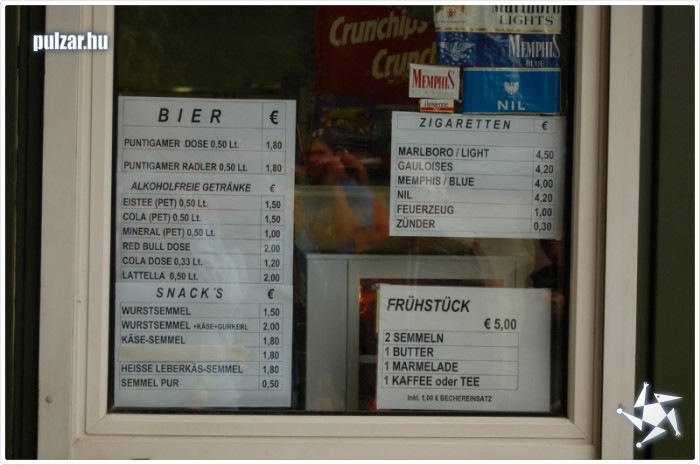 pulzar.hu
Crunchips
Crunc
Marlboro
LIGHTS
MEMPHIS
BLUE
MEMPHIS
NIL
BIER €
PUNTIGAMER DOSE 0,50 Lt. 1,80
PUNTIGAMER RADLER 0,50 Lt. 1,80
ALKOHOLFREIE GETRÄNKE €
EISTEE (PET) 0,50 Lt. 1,50
COLA (PET) 0,50 Lt. 1,50
MINERAL (PET) 0,50 Lt. 1,00
RED BULL DOSE 2,00
COLA DOSE 0,33 Lt. 1,20
LATTELLA 0,50 Lt. 2,00
SNACK´S €
WURSTSEMMEL 1,50
WURSTSEMMEL +KÄSE+GURKERL 2,00
KÄSE-SEMMEL 1,80
1,80
HEISSE LEBERKÄS-SEMMEL 1,80
SEMMEL PUR 0,50
ZIGARETTEN €
MARLBORO / LIGHT 4,50
GAULOISES 4,20
MEMPHIS / BLUE 4,00
NIL 4,20
FEUERZEUG 1,00
ZÜNDER 0,30
FRÜHSTÜCK
€ 5,00
2 SEMMELN
1 BUTTER
1 MARMELADE
1 KAFFEE oder TEE
Inkl. 1,00 € BECHEREINSATZ